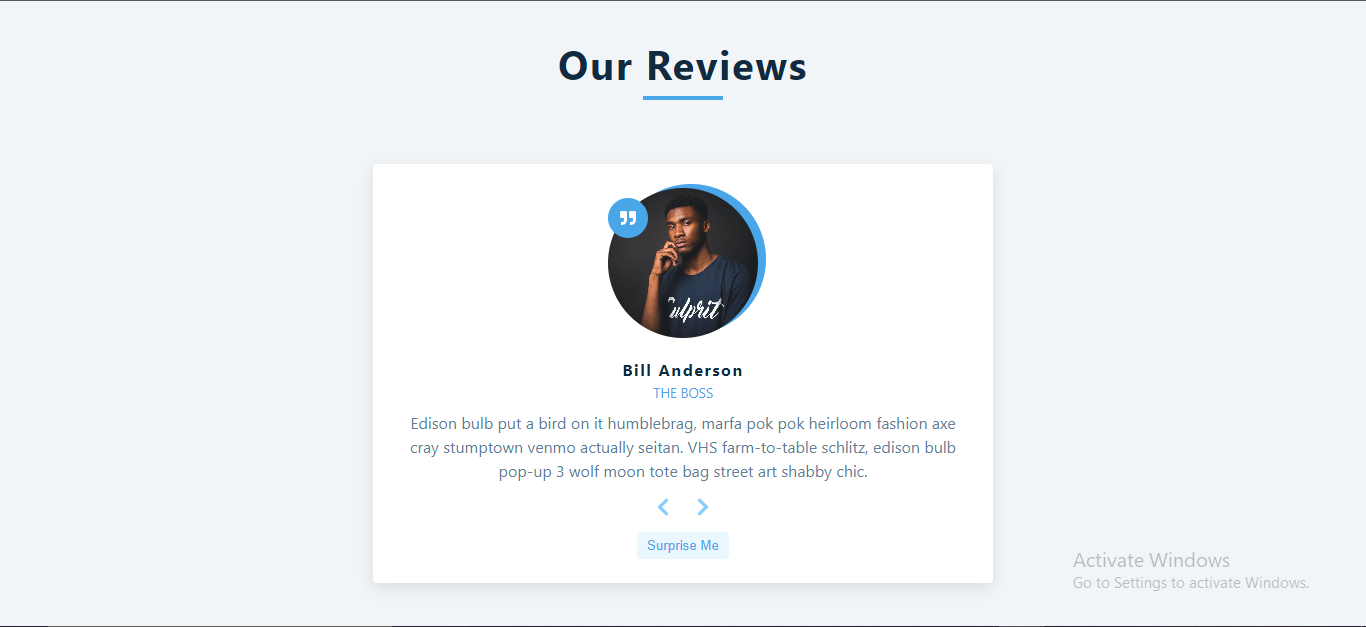 Our Reviews
ulprit
Bill Anderson
THE BOSS
Edison bulb put a bird on it humblebrag, marfa pok pok heirloom fashion axe
cray stumptown venmo actually seitan. VHS farm-to-table schlitz, edison bulb
pop-up 3 wolf moon tote bag street art shabby chic.
Surprise Me
Activate Windows
Go to Settings to activate Windows.